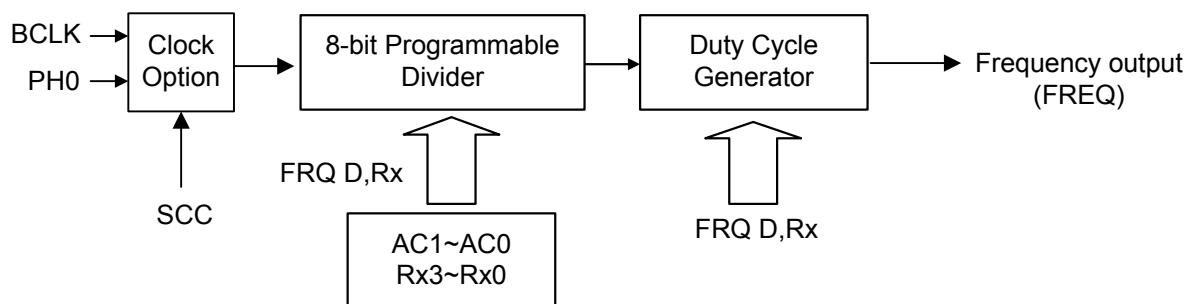 BCLK
PH0
Clock
Option
SCC
8-bit Programmable
Divider
FRQ D,Rx
AC1~AC0
Rx3~Rx0
Duty Cycle
Generator
FRQ D,Rx
Frequency output
(FREQ)